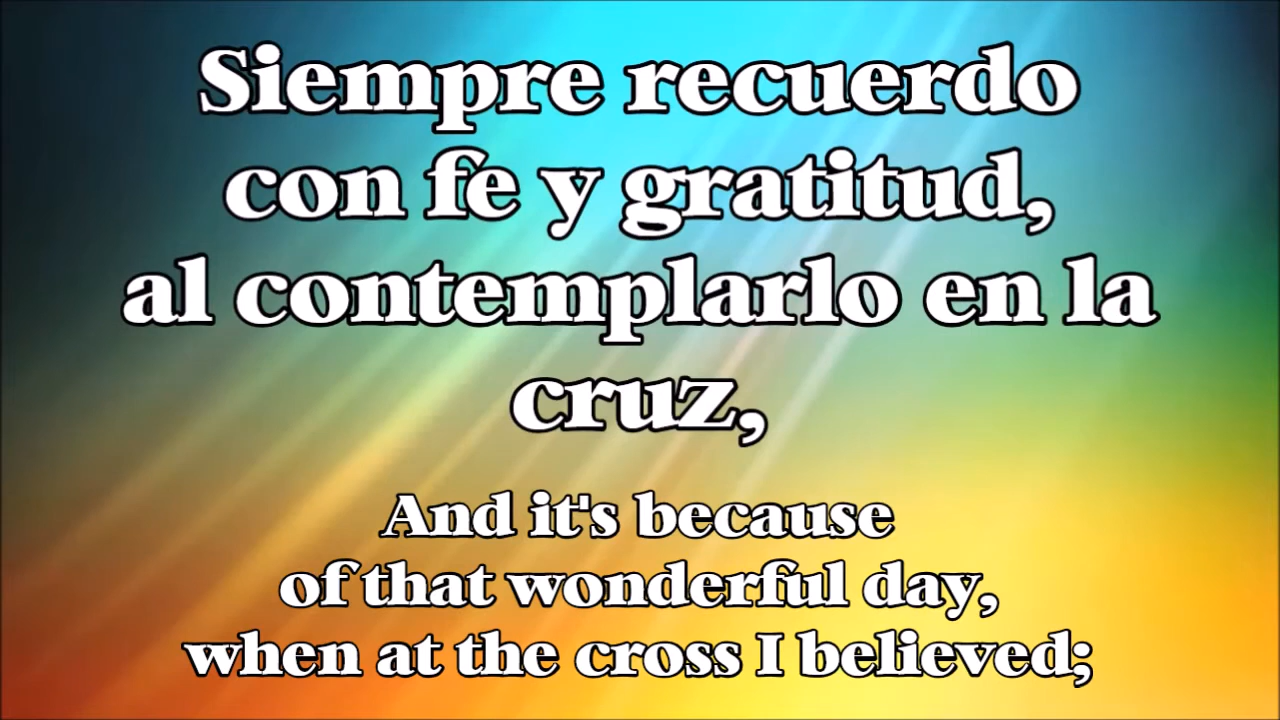 Siempre recuerdo
con fe y gratitud,
al contemplarlo en la
cruz,
And it's because
of that wonderful day,
when at the cross I believed;